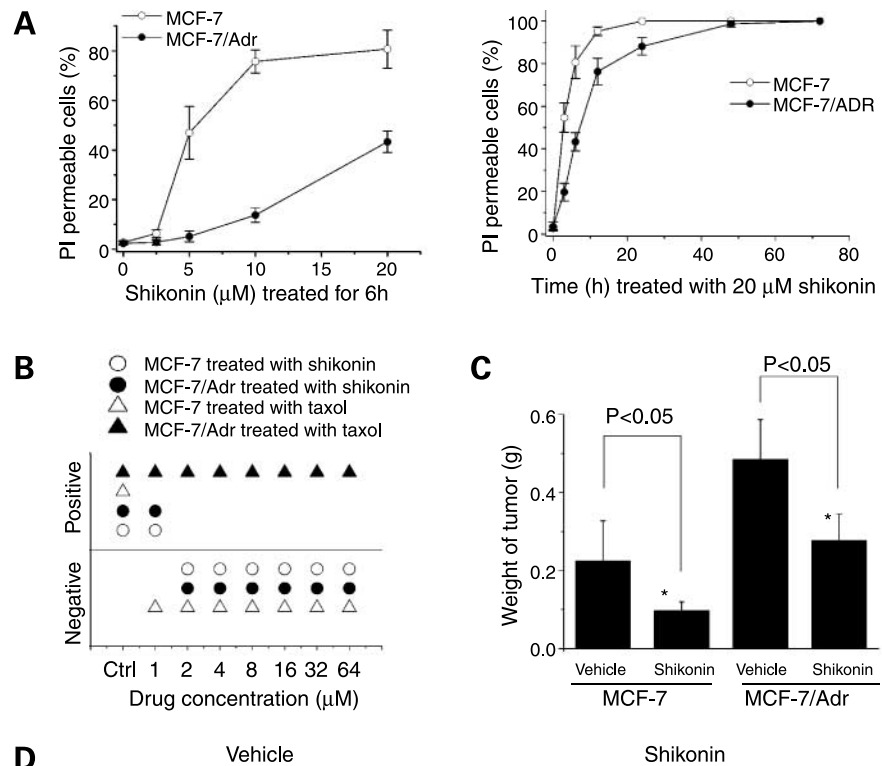 A
MCF-7
MCF-7/Adr
PI permeable cells (%)
80
60
40
20
0
0 5 10 15 20
Shikonin (μM) treated for 6h
PI permeable cells (%)
100
80
60
40
20
0
MCF-7
MCF-7/ADR
0 20 40 60 80
Time (h) treated with 20 μM shikonin
B
MCF-7 treated with shikonin
MCF-7/Adr treated with shikonin
MCF-7 treated with taxol
MCF-7/Adr treated with taxol
Positive
Negative
Ctrl 1 2 4 8 16 32 64
Drug concentration (μM)
C
P<0.05
P<0.05
Weight of tumor (g)
0.6
0.4
0.2
0.0
*
*
Vehicle Shikonin Vehicle Shikonin
MCF-7 MCF-7/Adr
D
Vehicle Shikonin